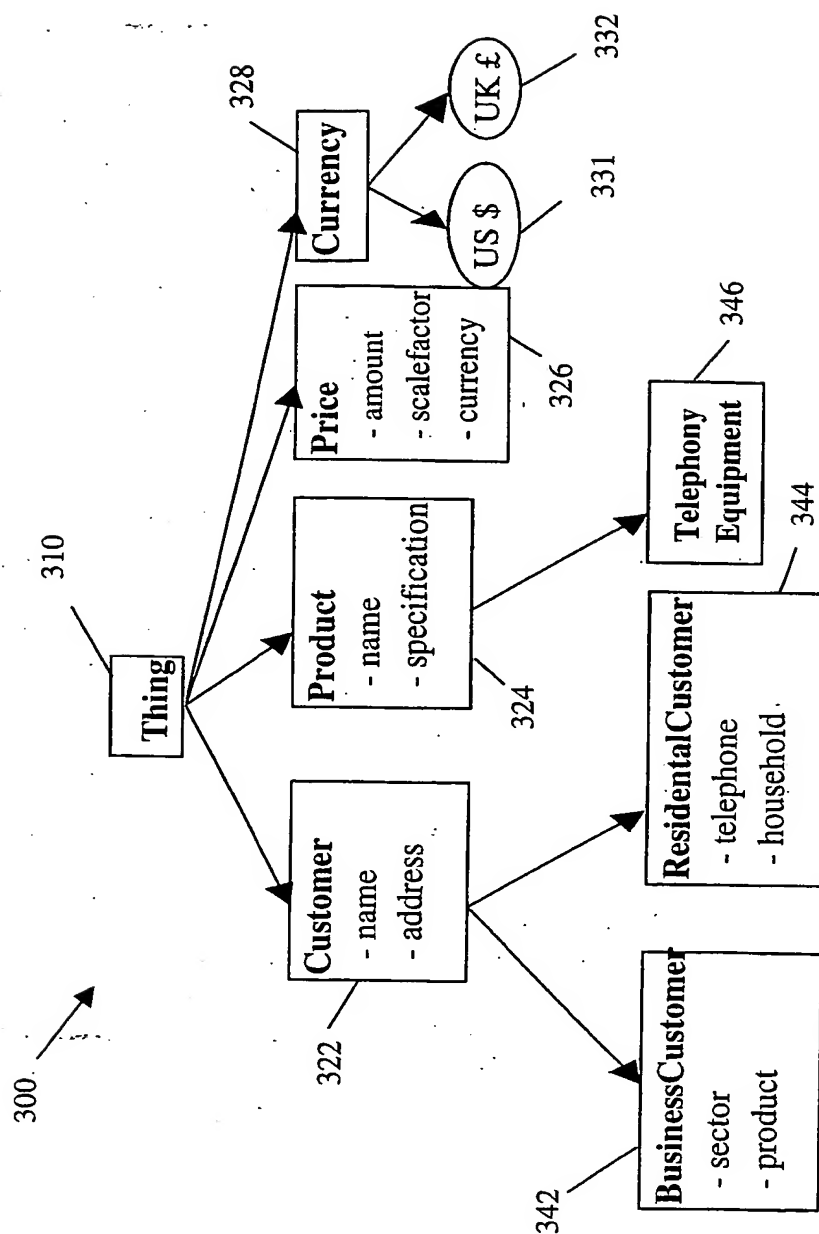 300
310
Thing
328
322
Customer
- name
- address
Product
- name
- specification
324
Price
- amount
- scalefactor
- currency
326
Currency
US $
331
UK £
332
342
BusinessCustomer
- sector
- product
ResidentalCustomer
- telephone
- household
344
Telephony
Equipment
346